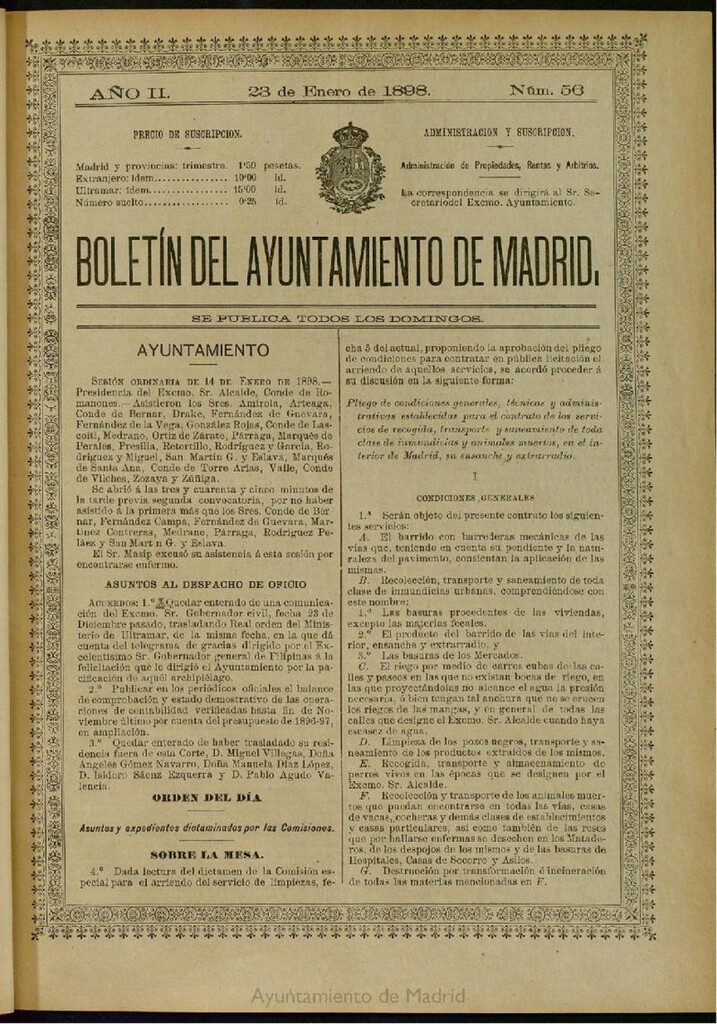 AÑO II.
23 de Enero de 1898.
Núm. 56
PRECIO DE SUSCRIPCION.
Madrid y provincias: trimestre. 1'50 pesetas.
Extranjero: idem................ 10'00 id.
Ultramar: idem.................. 15'00 id.
Número suelto................... 0'25 id.
ADMINISTRACION Y SUSCRIPCION.
Administración de Propiedades, Rentas y Arbitrios.
La correspondencia se dirigirá al Sr. Se-
cretariodel Excmo. Ayuntamiento.
BOLETÍN DEL AYUNTAMIENTO DE MADRID.
SE PUBLICA TODOS LOS DOMINGOS.
AYUNTAMIENTO
SESIÓN ORDINARIA DE 14 DE ENERO DE 1898.—
Presidencia del Excmo. Sr. Alcalde, Conde de Ro-
manones.—Asistieron los Sres. Amírola, Arteaga,
Conde de Bernar, Drake, Fernández de Guevara,
Fernández de la Vega, González Rojas, Conde de Las-
coiti, Medrano, Ortiz de Zárate, Párraga, Marqués de
Perales, Presilla, Retortillo, Rodríguez y García, Ro-
dríguez y Miguel, San Martín G. y Eslava, Marqués
de Santa Ana, Conde de Torre Arias, Valle, Conde
de Vilches, Zozaya y Zúñiga.
Se abrió á las tres y cuarenta y cinco minutos de
la tarde previa segunda convocatoria, por no haber
asistido á la primera más que los Sres. Conde de Ber-
nar, Fernández Campa, Fernández de Guevara, Mar-
tínez Contreras, Medrano, Párraga, Rodríguez Pe-
láez y San Mart n G. y Eslava.
El Sr. Masip excusó su asistencia á esta sesión por
encontrarse enfermo.
ASUNTOS AL DESPACHO DE OFICIO
ACUERDOS: 1.º Quedar enterado de una comunica-
ción del Excmo. Sr. Gobernador civil, fecha 23 de
Diciembre pasado, trasladando Real orden del Minis-
terio de Ultramar, de la misma fecha, en la que dá
cuenta del telegrama de gracias dirigido por el Ex-
celentísimo Sr. Gobernador general de Filipinas á la
felicitación que le dirigió el Ayuntamiento por la pa-
cificación de aquél archipiélago.
2.º Publicar en los periódicos oficiales el balance
de comprobación y estado demostrativo de las opera-
ciones de contabilidad verificadas hasta fin de No-
viembre último por cuenta del presupuesto de 1896-97,
en ampliación.
3.º Quedar enterado de haber trasladado su resi-
dencia fuera de esta Corte, D. Miguel Villegas, Doña
Angeles Gómez Navarro, Doña Manuela Díaz López,
D. Isidoro Sáenz Ezquerra y D. Pablo Agudo Va-
lencia.
ORDEN DEL DÍA
Asuntos y expedientes dictaminados por las Comisiones.
SOBRE LA MESA.
4.º Dada lectura del dictamen de la Comisión es-
pecial para el arriendo del servicio de limpiezas, fe-
cha 5 del actual, proponiendo la aprobación del pliego
de condiciones para contratar en pública licitación el
arriendo de aquellos servicios, se acordó proceder á
su discusión en la siguiente forma:
Pliego de condiciones generales, técnicas y adminis-
trativas establecidas para el contrato de los servi-
cios de recogida, transporte y saneamiento de toda
clase de inmundicias y animales muertos, en el in-
terior de Madrid, su ensanche y extrarradio.
I
CONDICIONES GENERALES
1.ª Serán objeto del presente contrato los siguien-
tes servicios:
A. El barrido con barrederas mecánicas de las
vías que, teniendo en cuenta su pendiente y la natu-
raleza del pavimento, consientan la aplicación de las
mismas.
B. Recolección, transporte y saneamiento de toda
clase de inmundicias urbanas, comprendiéndose con
este nombre:
1.º Las basuras procedentes de las viviendas,
excepto las materias fecales.
2.º El producto del barrido de las vías del inte-
rior, ensanche y extrarradio, y
3.º Las basuras de los Mercados.
C. El riego por medio de carros cubas de las ca-
lles y paseos en las que no existan bocas de riego, en
las que proyectándolas no alcance el agua la presión
necesaria, ó bien tengan tal anchura que no se crucen
los riegos de las mangas, y en general de todas las
calles que designe el Excmo. Sr. Alcalde cuando haya
escasez de agua.
D. Limpieza de los pozos negros, transporte y sa-
neamiento de los productos extraídos de los mismos.
E. Recogida, transporte y almacenamiento de
perros vivos en las épocas que se designen por el
Excmo. Sr. Alcalde.
F. Recolección y transporte de los animales muer-
tos que puedan encontrarse en todas las vías, casas
de vacas, cocheras y demás clases de establecimientos
y casas particulares, así como también de las reses
que por hallarse enfermas se desechen en los Matade-
ros, de los despojos de los mismos y de las basuras de
Hospitales, Casas de Socorro y Asilos.
G. Destrucción por transformación ó incineración
de todas las materias mencionadas en F.
Ayuntamiento de Madrid